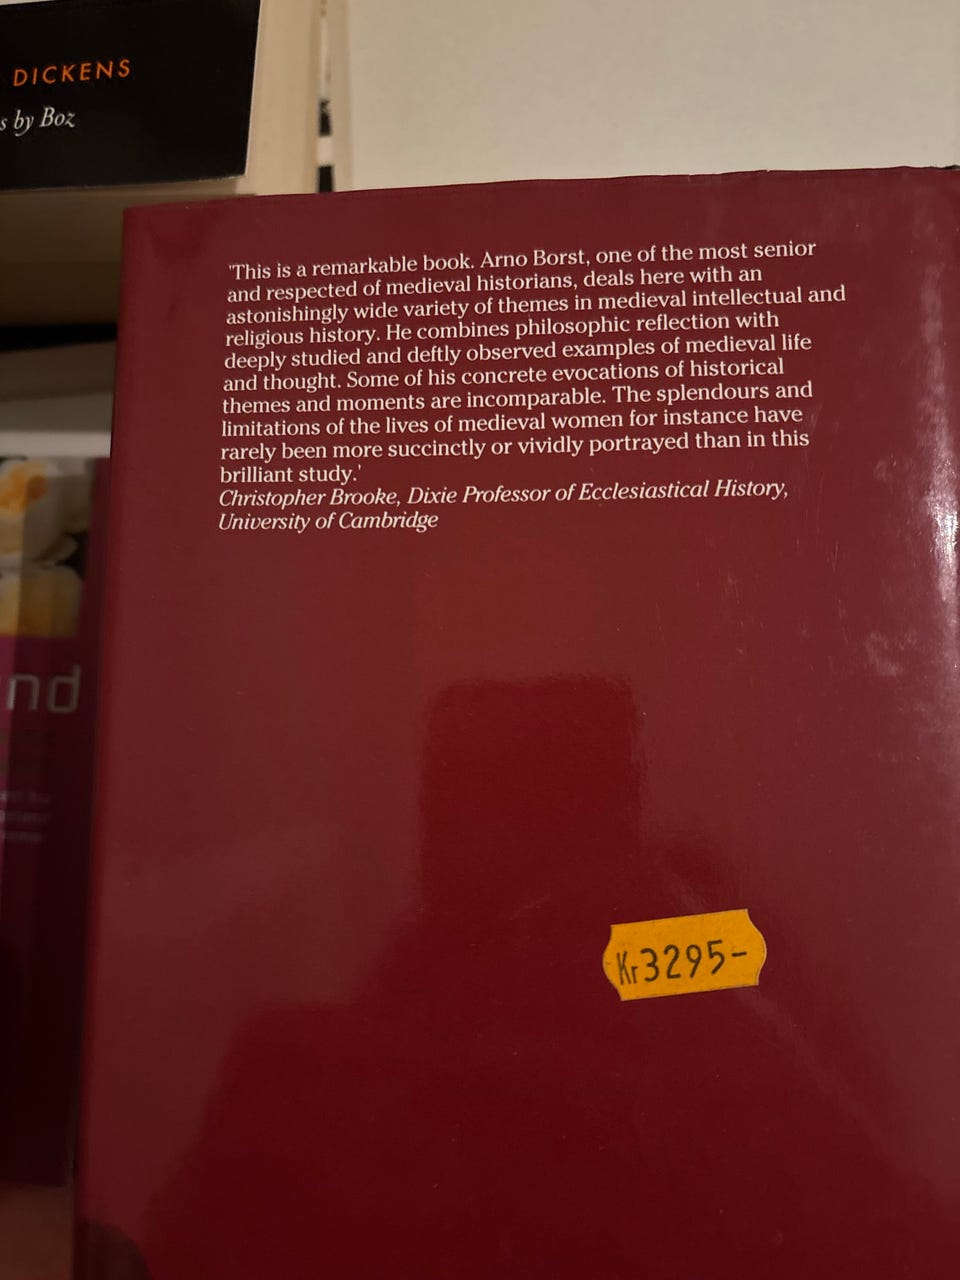 DICKENS
s by Boz
'This is a remarkable book. Arno Borst, one of the most senior
and respected of medieval historians, deals here with an
astonishingly wide variety of themes in medieval intellectual and
religious history. He combines philosophic reflection with
deeply studied and deftly observed examples of medieval life
and thought. Some of his concrete evocations of historical
themes and moments are incomparable. The splendours and
limitations of the lives of medieval women for instance have
rarely been more succinctly or vividly portrayed than in this
brilliant study.'
Christopher Brooke, Dixie Professor of Ecclesiastical History,
University of Cambridge
nd
Kr3295-